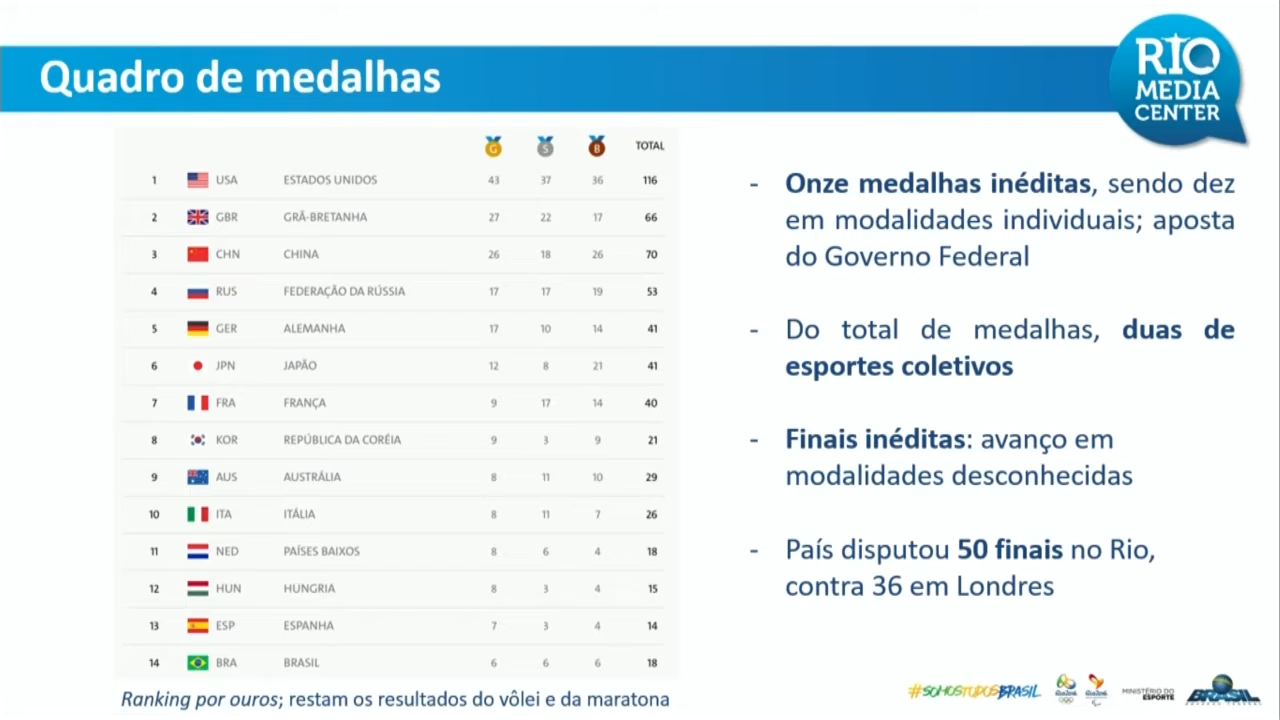 Quadro de medalhas
RIO
MEDIA
CENTER
G S B TOTAL
1 USA ESTADOS UNIDOS 43 37 36 116
2 GBR GRÃ-BRETANHA 27 22 17 66
3 CHN CHINA 26 18 26 70
4 RUS FEDERAÇÃO DA RÚSSIA 17 17 19 53
5 GER ALEMANHA 17 10 14 41
6 JPN JAPÃO 12 8 21 41
7 FRA FRANÇA 9 17 14 40
8 KOR REPÚBLICA DA CORÉIA 9 3 9 21
9 AUS AUSTRÁLIA 8 11 10 29
10 ITA ITÁLIA 8 11 7 26
11 NED PAÍSES BAIXOS 8 6 4 18
12 HUN HUNGRIA 8 3 4 15
13 ESP ESPANHA 7 3 4 14
14 BRA BRASIL 6 6 6 18
Ranking por ouros; restam os resultados do vôlei e da maratona
- Onze medalhas inéditas, sendo dez
em modalidades individuais; aposta
do Governo Federal
- Do total de medalhas, duas de
esportes coletivos
- Finais inéditas: avanço em
modalidades desconhecidas
- País disputou 50 finais no Rio,
contra 36 em Londres
#SOMOSTODOSBRASIL
MINISTÉRIO DO
ESPORTE
BRASIL